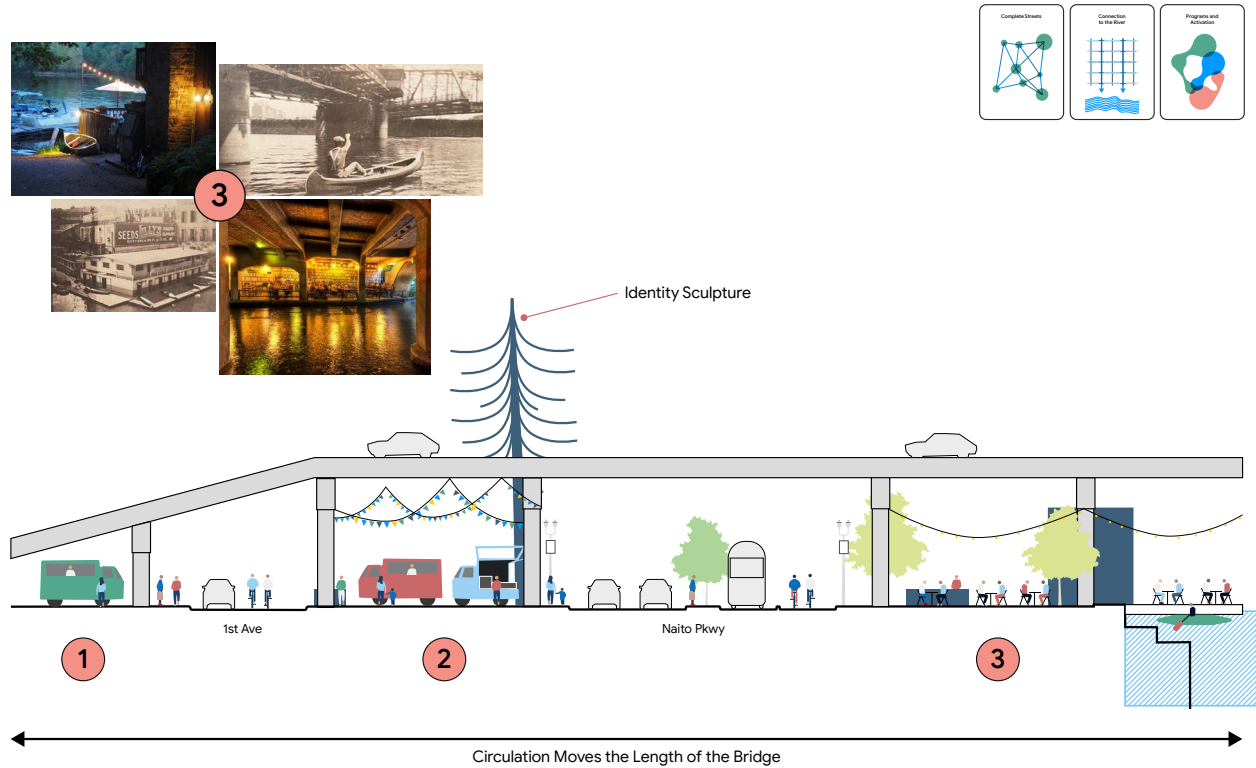 Complete Streets
Connection
to the River
Programs and
Activation
3
SEEDS
Identity Sculpture
1st Ave
Naito Pkwy
1
2
3
Circulation Moves the Length of the Bridge